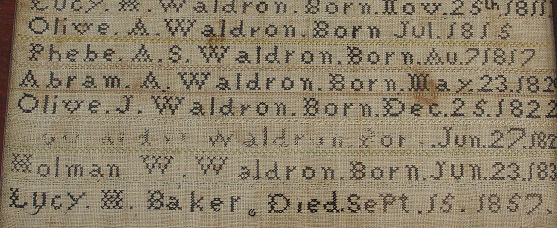 Lucy. M. Waldron. Born. Nov. 25th 1811
Olive. A. Waldron. Born Jul. 1815
Phebe. A. S. Waldron. Born. Au. 7 1817
Abram. A. Waldron. Born. May. 23. 182
Olive. J. Waldron. Born. Dec. 25. 182
Waldron. Jun. 27. 182
Holman W. Waldron. Born. Jun. 23. 183
Lucy. M. Baker. Died. Sept. 15. 1857.